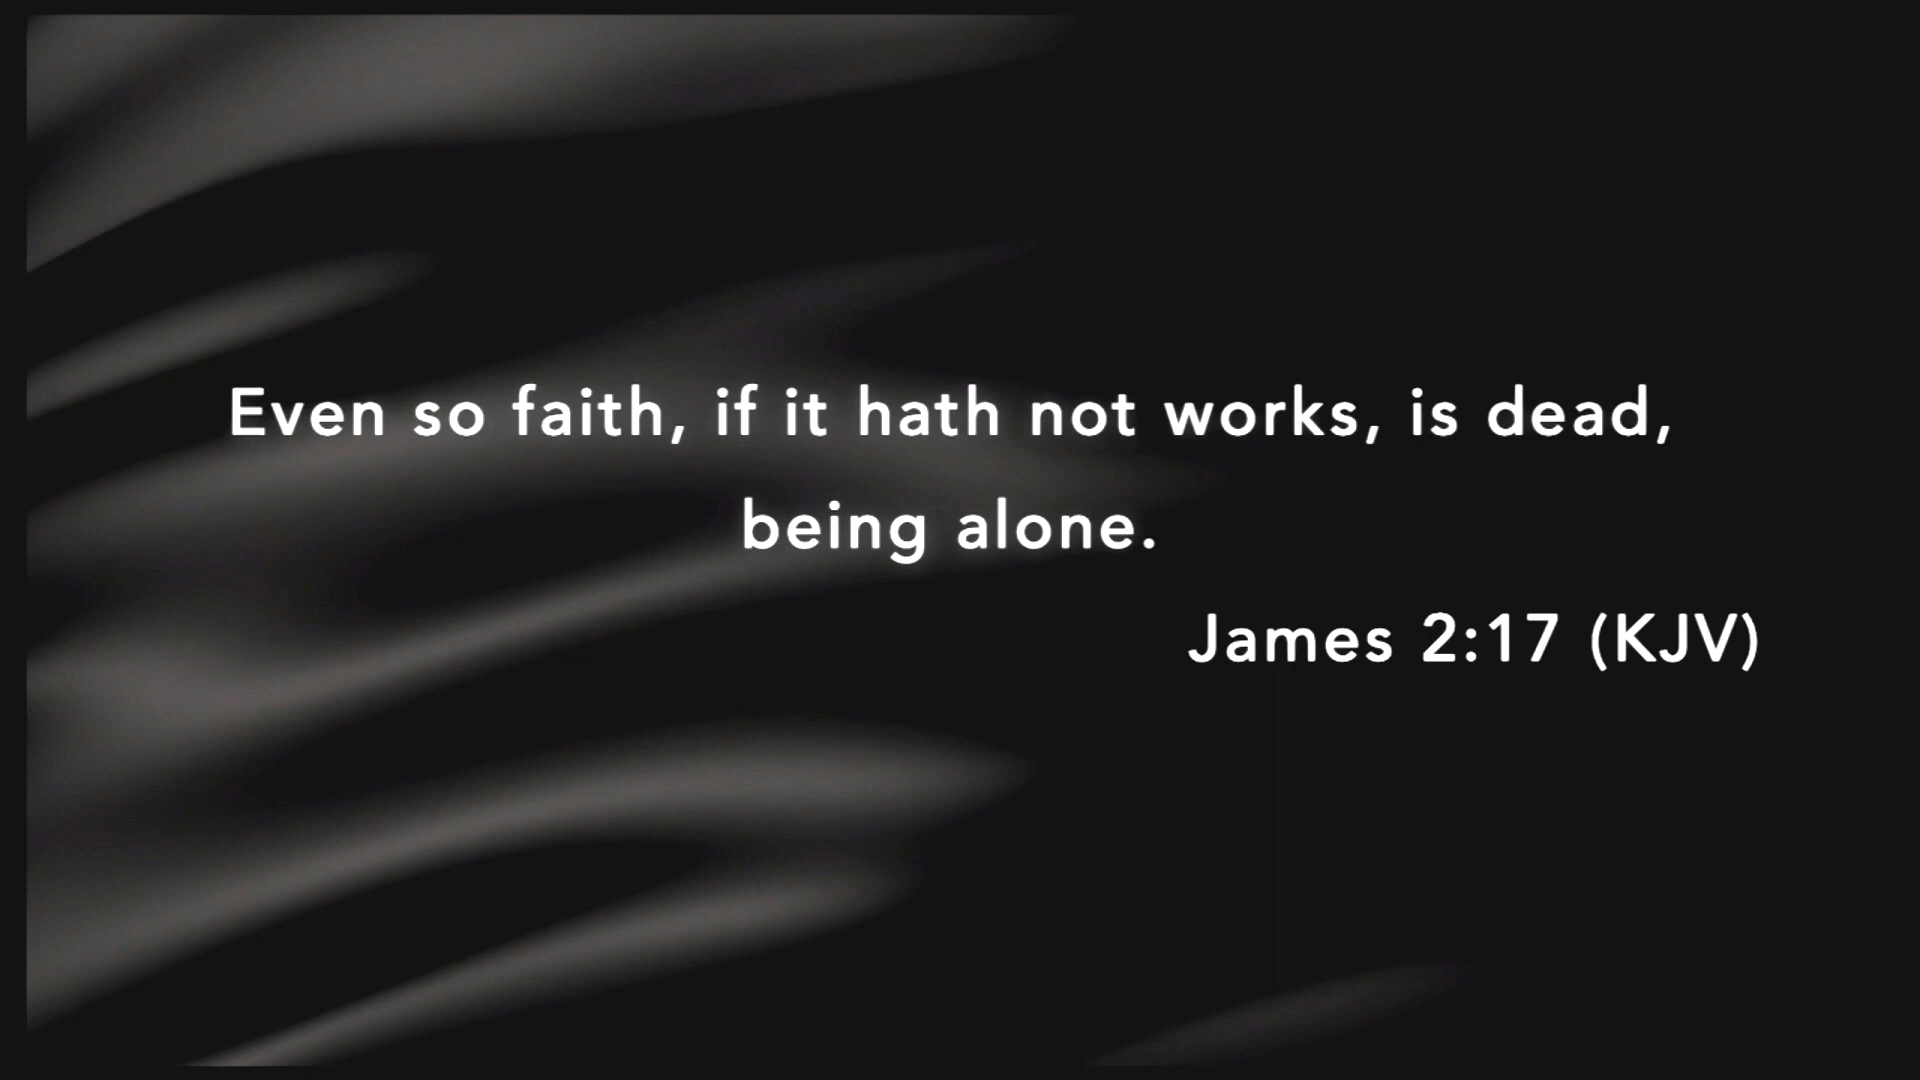 Even so faith, if it hath not works, is dead,
being alone.
James 2:17 (KJV)